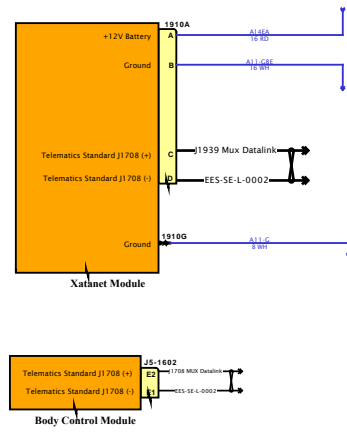 1910A
+12V Battery
A
A14EA
16 RD
Ground
B
A11-G8E
16 WH
Telematics Standard J1708 (+)
C
J1939 Mux Datalink
Telematics Standard J1708 (-)
D
EES-SE-L-0002
1910G
Ground
A11-G
8 WH
Xatanet Module
J5-1602
Telematics Standard J1708 (+)
E2
J1708 MUX Datalink
Telematics Standard J1708 (-)
E1
EES-SE-L-0002
Body Control Module